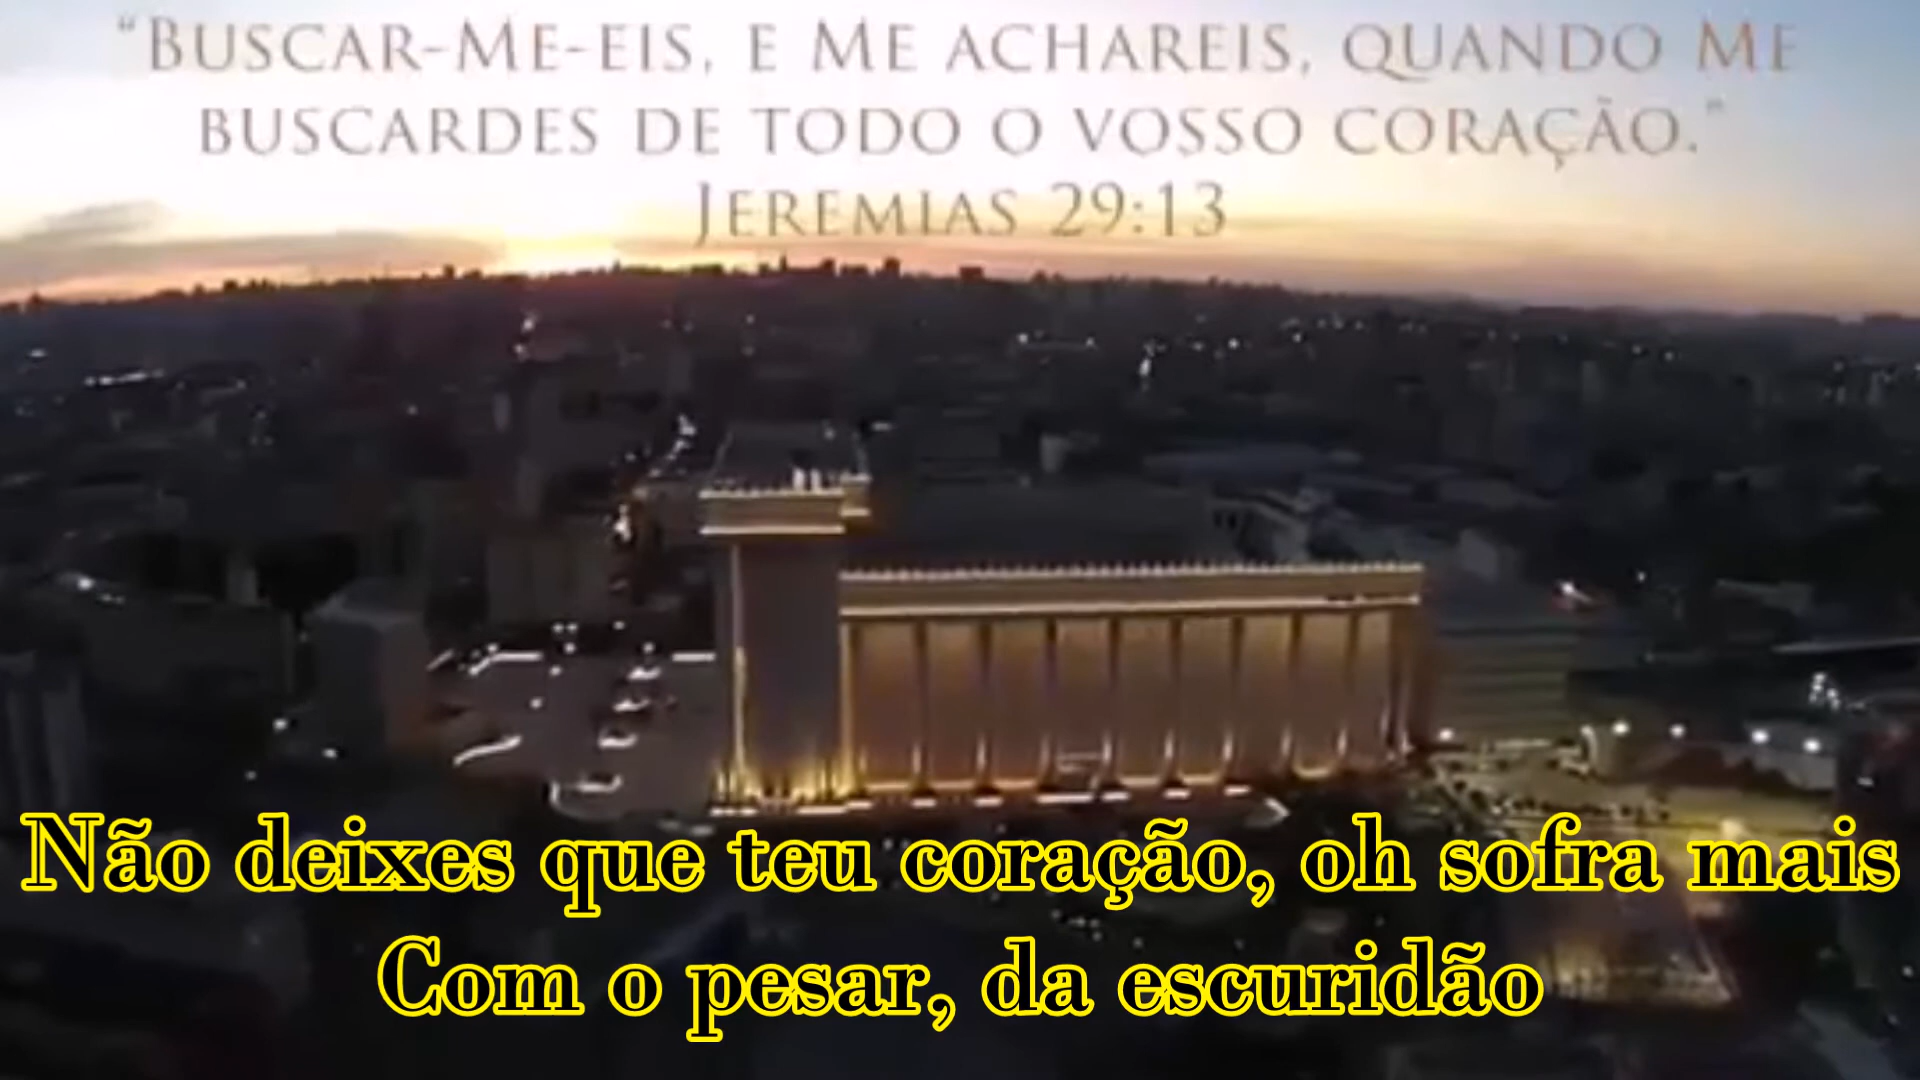 “Buscar-Me-eis, e Me achareis, quando Me
buscardes de todo o vosso coração.”
Jeremias 29:13
Não deixes que teu coração, oh sofra mais
Com o pesar, da escuridão